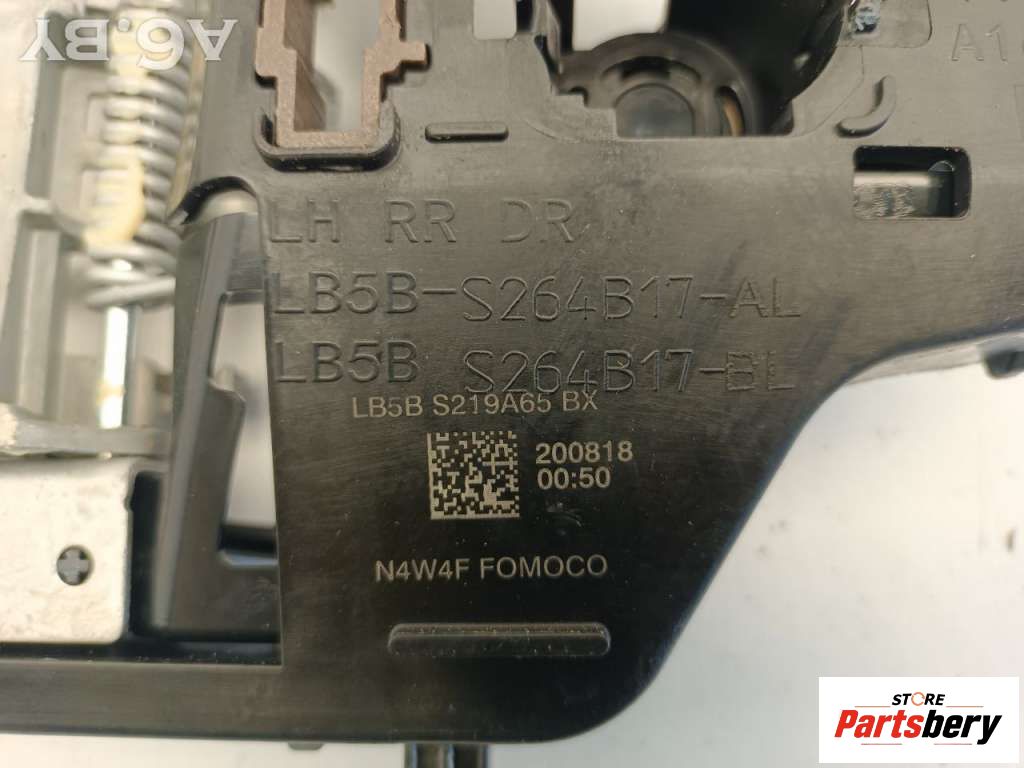 A6.BY
A1
LH RR DR
LB5B-S264B17-AL
LB5B S264B17-BL
LB5B S219A65 BX
200818
00:50
N4W4F FOMOCO
STORE
Partsbery